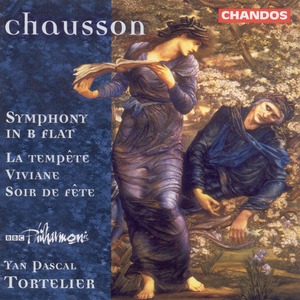 CHANDOS
chausson
SYMPHONY
IN B FLAT
LA TEMPÊTE
VIVIANE
SOIR DE FÊTE
BBC Philharmonic
YAN PASCAL
TORTELIER